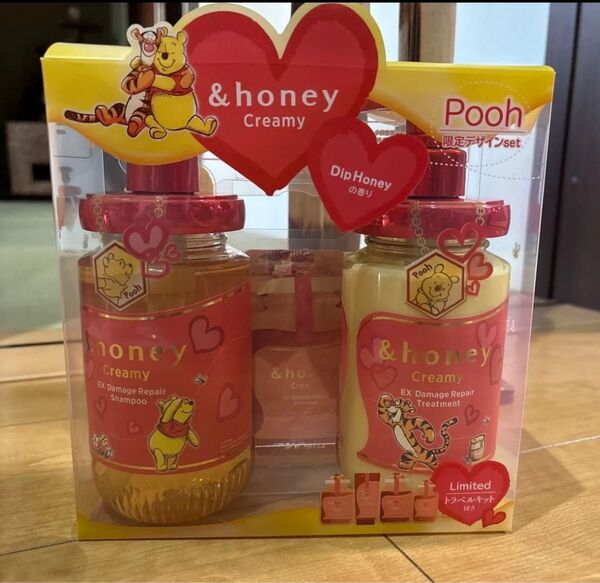 &honey
Creamy
Dip Honey
の香り
Pooh
限定デザインset
Pooh
Pooh
&honey
Creamy
EX Damage Repair
Shampoo
&honey
&honey
Creamy
EX Damage Repair
Treatment
Limited
トラベルキット
付き